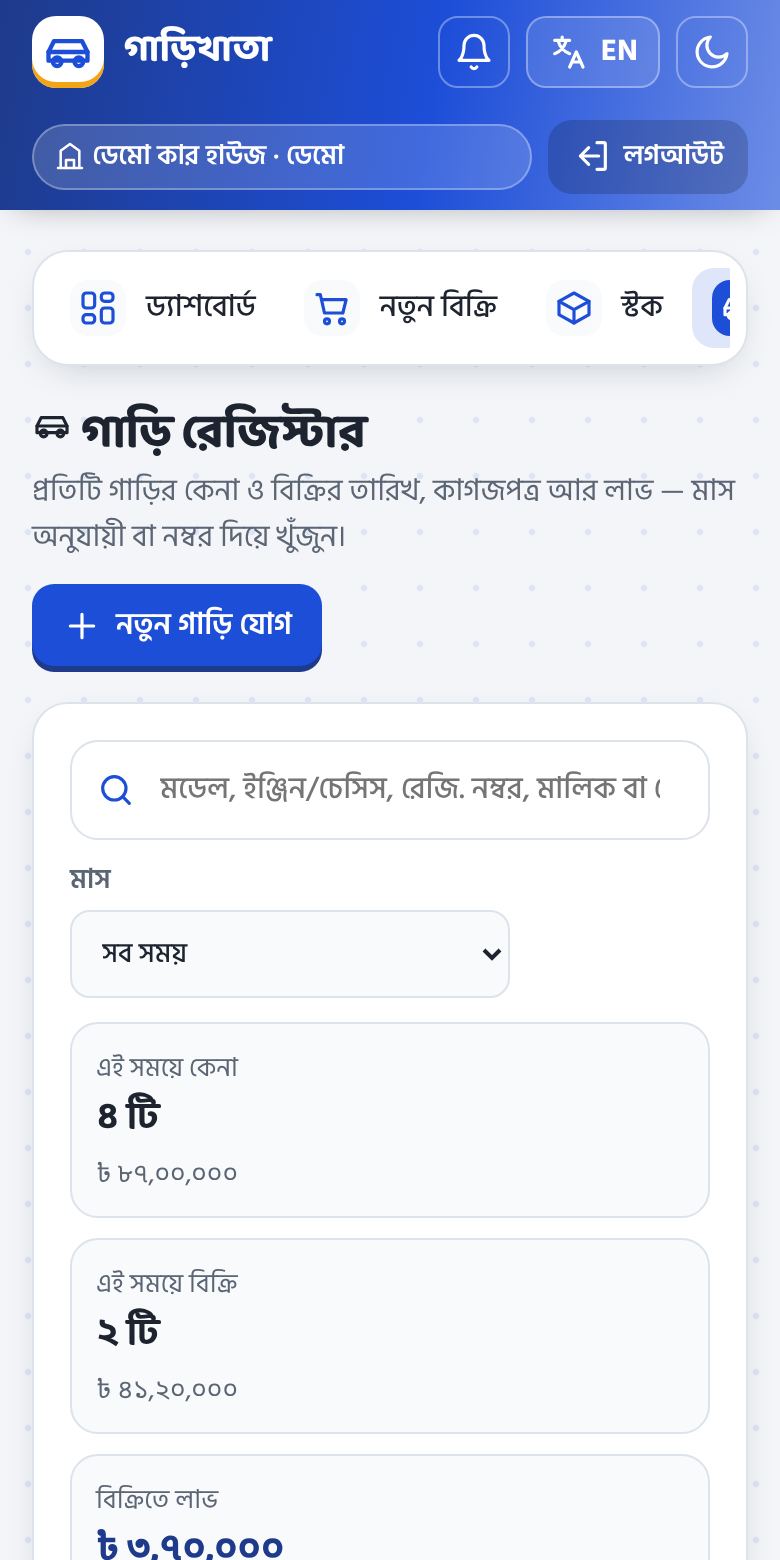 গাড়িখাতা
EN
ডেমো কার হাউজ · ডেমো
লগআউট
ড্যাশবোর্ড
নতুন বিক্রি
স্টক
গাড়ি রেজিস্টার
প্রতিটি গাড়ির কেনা ও বিক্রির তারিখ, কাগজপত্র আর লাভ — মাস
অনুযায়ী বা নম্বর দিয়ে খুঁজুন।
নতুন গাড়ি যোগ
মডেল, ইঞ্জিন/চেসিস, রেজি. নম্বর, মালিক বা
মাস
সব সময়
এই সময়ে কেনা
৪ টি
৳ ৮৭,০০,০০০
এই সময়ে বিক্রি
২ টি
৳ ৪১,২০,০০০
বিক্রিতে লাভ
৳ ৩,৭০,০০০